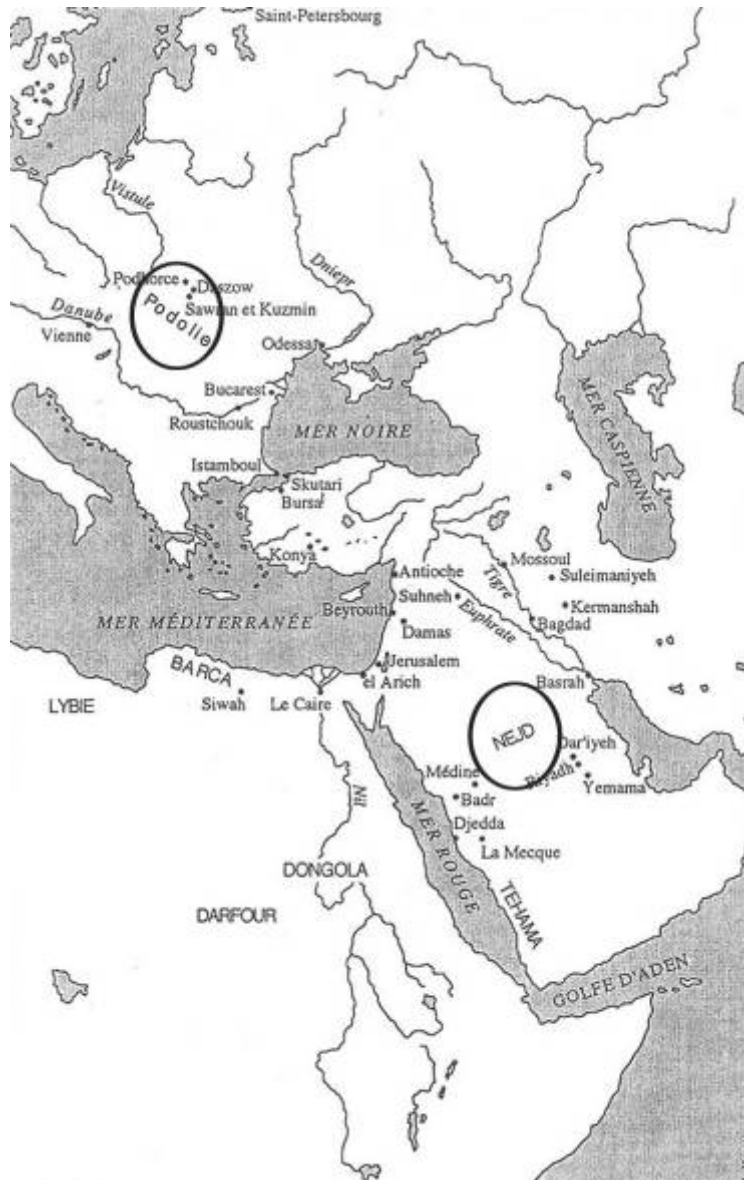 Saint-Petersbourg
Vistule
Dniepr
Podhorce
Daszow
Sawran et Kuzmin
Podolie
Danube
Vienne
Odessa
Bucarest
Roustchouk
MER NOIRE
MER CASPIENNE
Istamboul
Skutari
Bursa
Konya
Antioche
Mossoul
Suleimaniyeh
Tigre
Suhneh
Euphrate
Kermanshah
Beyrouth
Bagdad
Damas
MER MÉDITERRANÉE
Jerusalem
BARCA
el Arich
Basrah
LYBIE
Siwah
Le Caire
NEJD
Dar'iyeh
Riyadh
Yemama
Médine
Badr
Nil
Djedda
La Mecque
MER ROUGE
DONGOLA
TEHAMA
DARFOUR
GOLFE D'ADEN